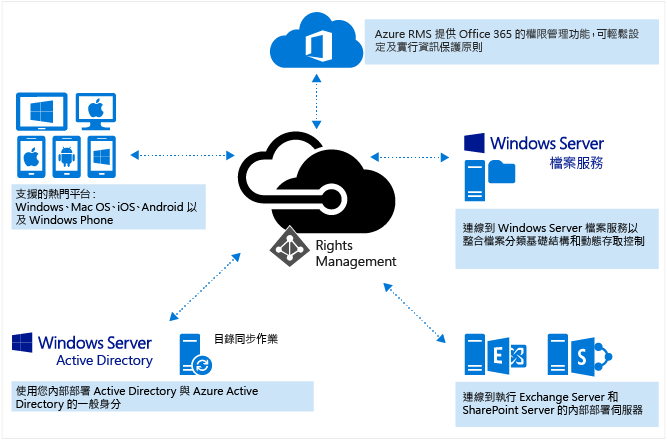 Azure RMS 提供 Office 365 的權限管理功能，可輕鬆設
定及實行資訊保護原則
支援的熱門平台：
Windows、Mac OS、iOS、Android 以
及 Windows Phone
Windows Server
檔案服務
連線到 Windows Server 檔案服務以
整合檔案分類基礎結構和動態存取控制
Rights
Management
Windows Server
Active Directory
目錄同步作業
使用您內部部署 Active Directory 與 Azure Active
Directory 的一般身分
E
S
連線到執行 Exchange Server 和
SharePoint Server 的內部部署伺服器